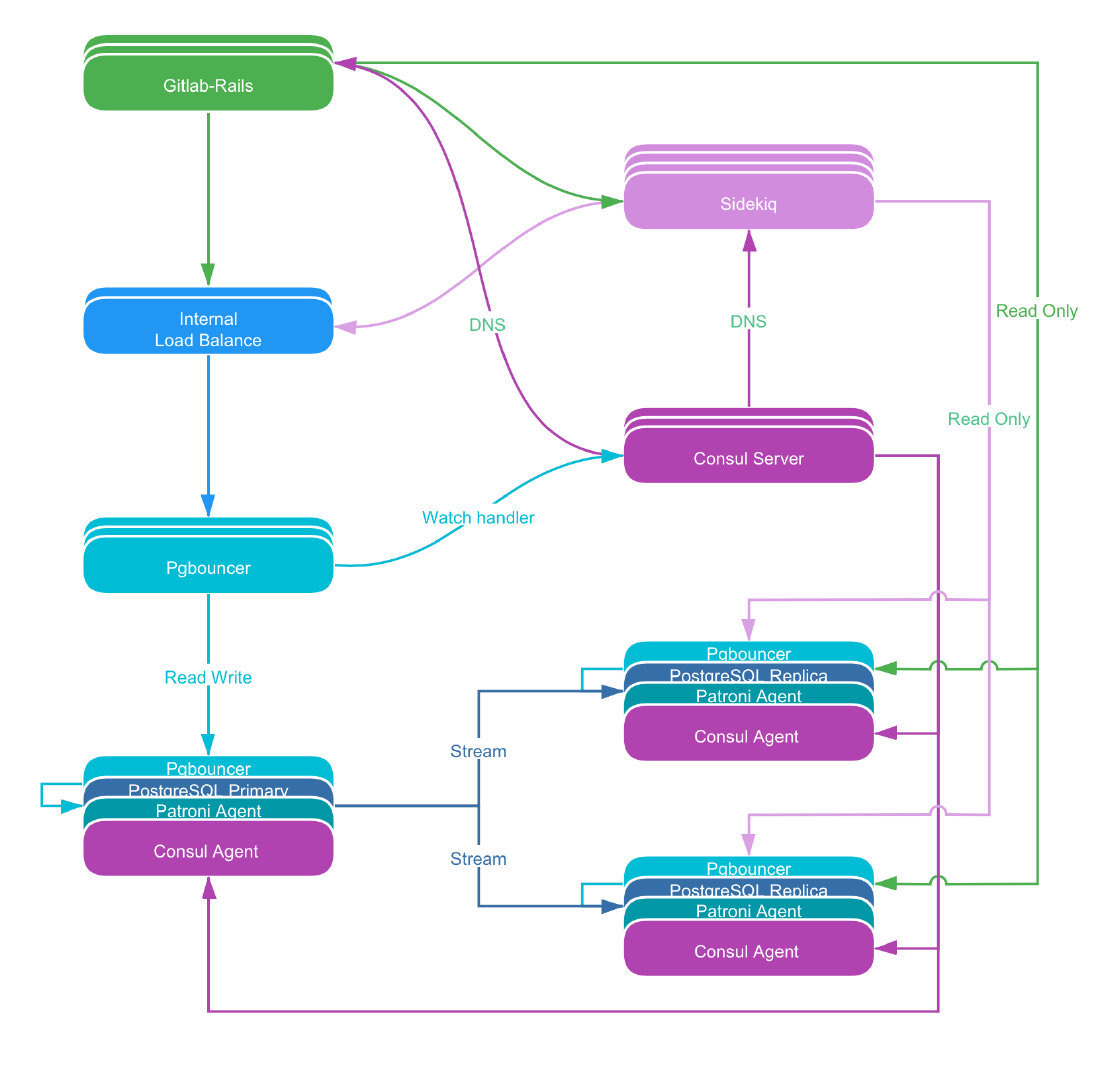 Gitlab-Rails
Sidekiq
Internal
Load Balance
DNS
DNS
Read Only
Read Only
Consul Server
Watch handler
Pgbouncer
Read Write
Pgbouncer
PostgreSQL Replica
Patroni Agent
Consul Agent
Stream
Pgbouncer
PostgreSQL Primary
Patroni Agent
Consul Agent
Stream
Pgbouncer
PostgreSQL Replica
Patroni Agent
Consul Agent